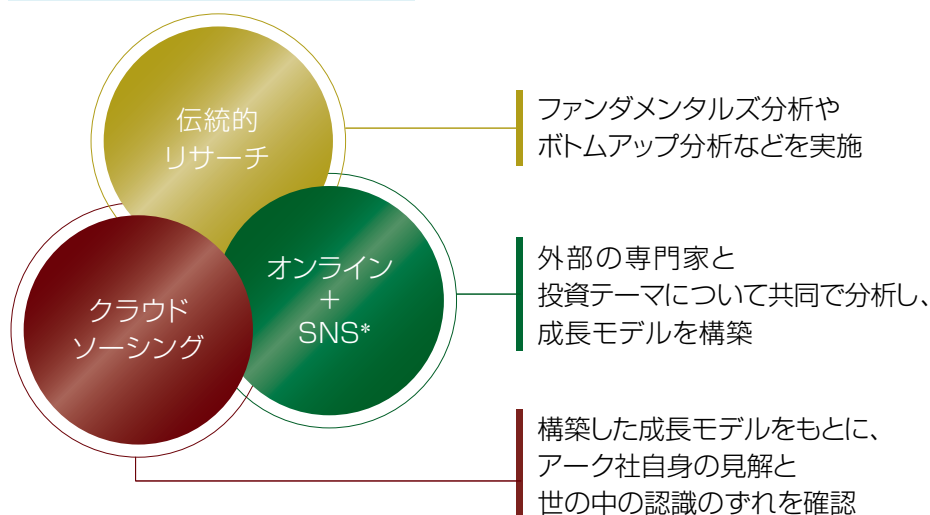 伝統的
リサーチ
ファンダメンタルズ分析や
ボトムアップ分析などを実施
オンライン
+
SNS*
外部の専門家と
投資テーマについて共同で分析し、
成長モデルを構築
クラウド
ソーシング
構築した成長モデルをもとに、
アーク社自身の見解と
世の中の認識のずれを確認